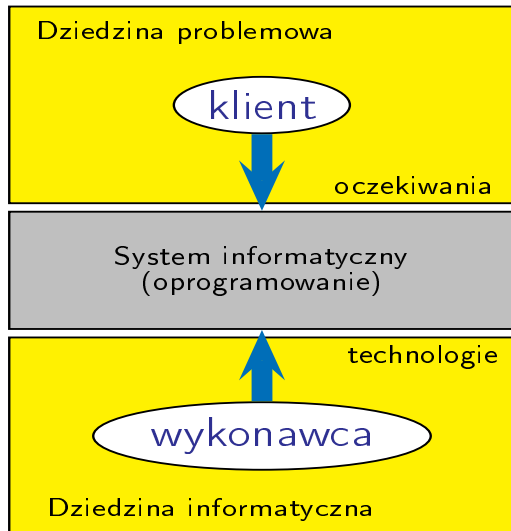 Dziedzina problemowa
klient
oczekiwania
System informatyczny
(oprogramowanie)
technologie
wykonawca
Dziedzina informatyczna